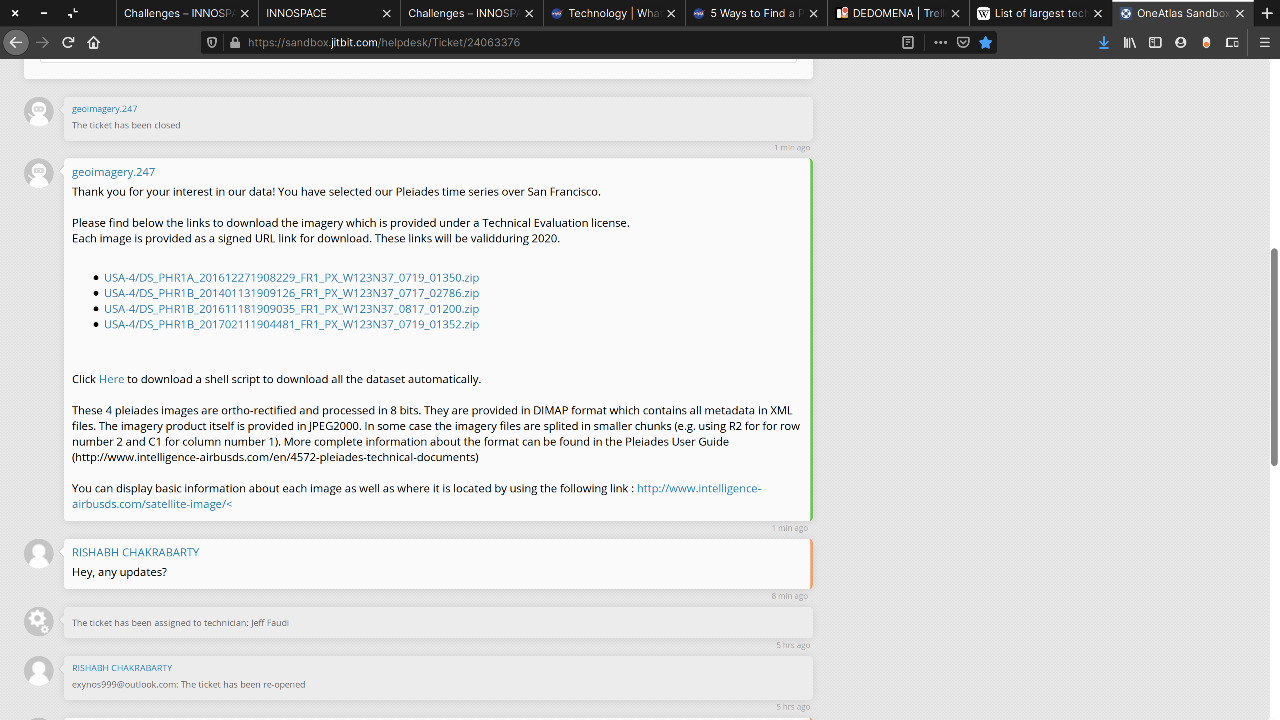 Challenges – INNOSPA
INNOSPACE
Challenges – INNOSPA
Technology | Wha
5 Ways to Find a P
DEDOMENA | Trell
List of largest tec
OneAtlas Sandbox
https://sandbox.jitbit.com/helpdesk/Ticket/24063376
geoimagery.247
The ticket has been closed
1 min ago
geoimagery.247
Thank you for your interest in our data! You have selected our Pleiades time series over San Francisco.
Please find below the links to download the imagery which is provided under a Technical Evaluation license.
Each image is provided as a signed URL link for download. These links will be validduring 2020.
USA-4/DS_PHR1A_201612271908229_FR1_PX_W123N37_0719_01350.zip
USA-4/DS_PHR1B_201401131909126_FR1_PX_W123N37_0717_02786.zip
USA-4/DS_PHR1B_201611181909035_FR1_PX_W123N37_0817_01200.zip
USA-4/DS_PHR1B_201702111904481_FR1_PX_W123N37_0719_01352.zip
Click Here to download a shell script to download all the dataset automatically.
These 4 pleiades images are ortho-rectified and processed in 8 bits. They are provided in DIMAP format which contains all metadata in XML
files. The imagery product itself is provided in JPEG2000. In some case the imagery files are splited in smaller chunks (e.g. using R2 for for row
number 2 and C1 for column number 1). More complete information about the format can be found in the Pleiades User Guide
(http://www.intelligence-airbusds.com/en/4572-pleiades-technical-documents)
You can display basic information about each image as well as where it is located by using the following link : http://www.intelligence-
airbusds.com/satellite-image/<
1 min ago
RISHABH CHAKRABARTY
Hey, any updates?
8 min ago
The ticket has been assigned to technician: Jeff Faudi
5 hrs ago
RISHABH CHAKRABARTY
exynos999@outlook.com: The ticket has been re-opened
5 hrs ago